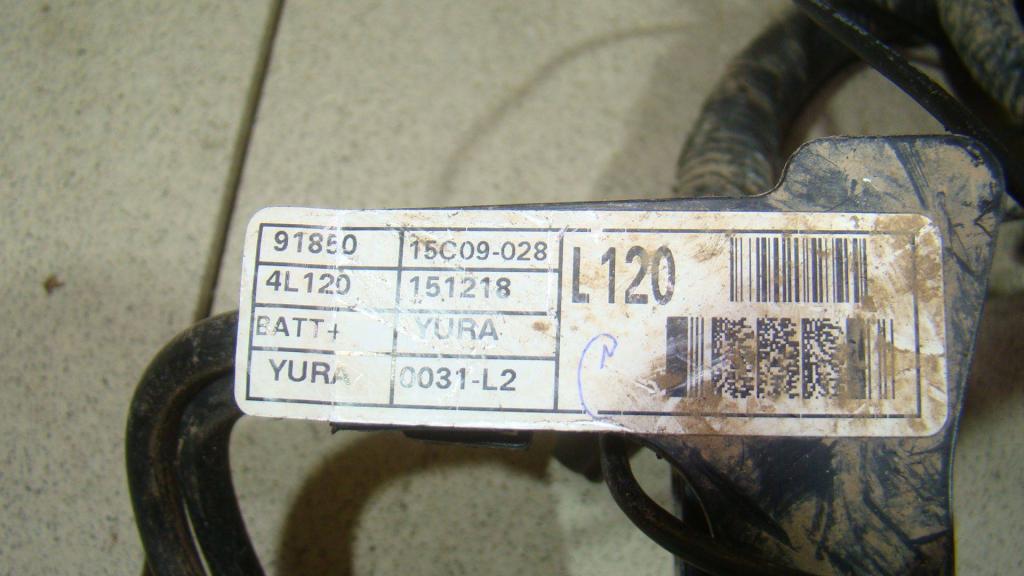 91850 15C09-028 L120
4L120 151218
BATT+ YURA
YURA 0031-L2
N